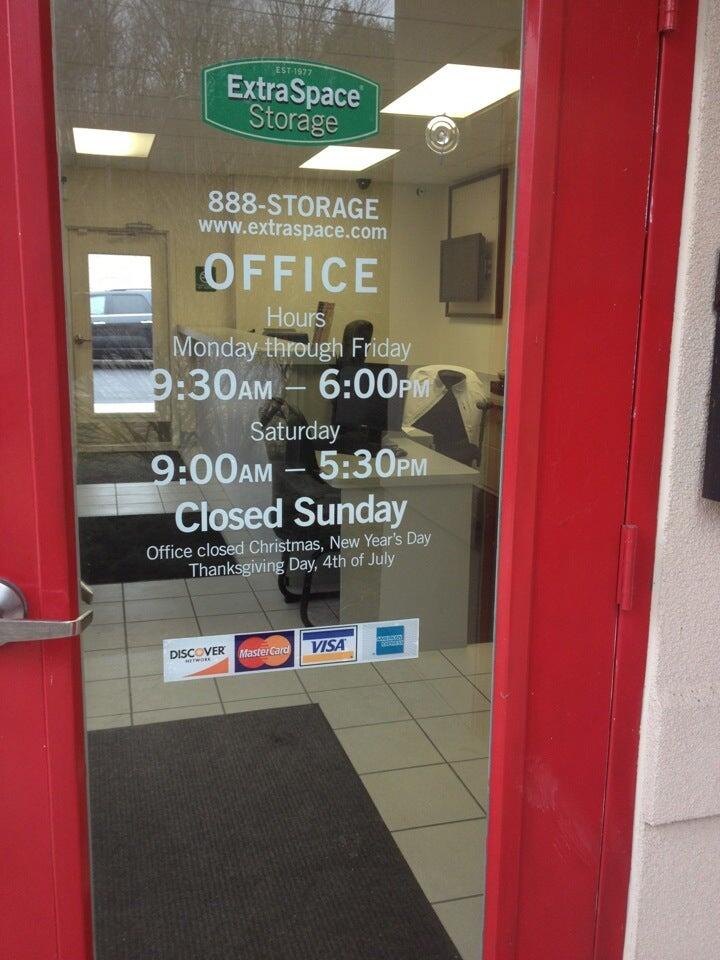 EST·1977
ExtraSpace
Storage
888-STORAGE
www.extraspace.com
OFFICE
Hours
Monday through Friday
9:30AM – 6:00PM
Saturday
9:00AM – 5:30PM
Closed Sunday
Office closed Christmas, New Year's Day
Thanksgiving Day, 4th of July
DISCOVER
NETWORK
MasterCard
VISA
AMERICAN
EXPRESS